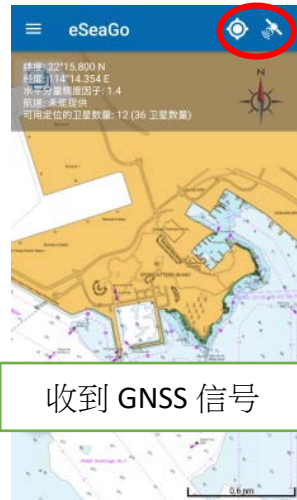 eSeaGo
纬度: 22°15.800 N
经度: 114°14.354 E
水平分量精度因子: 1.4
航速: 未能提供
可用定位的卫星数量: 12 (36 卫星数量)
N
收到 GNSS 信号
0.6 nm